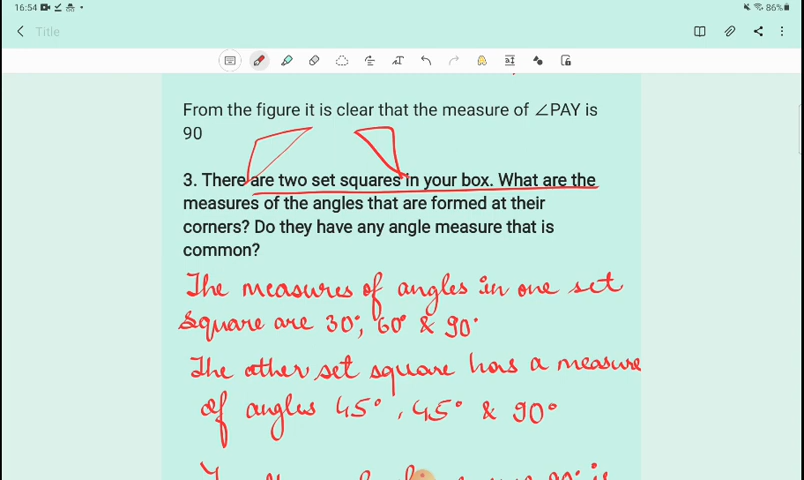 16:54
86%
Title
From the figure it is clear that the measure of ∠PAY is
90
3. There are two set squares in your box. What are the
measures of the angles that are formed at their
corners? Do they have any angle measure that is
common?
The measures of angles in one set
square are 30°, 60° & 90°
The other set square has a measure
of angles 45°, 45° & 90°
90° is